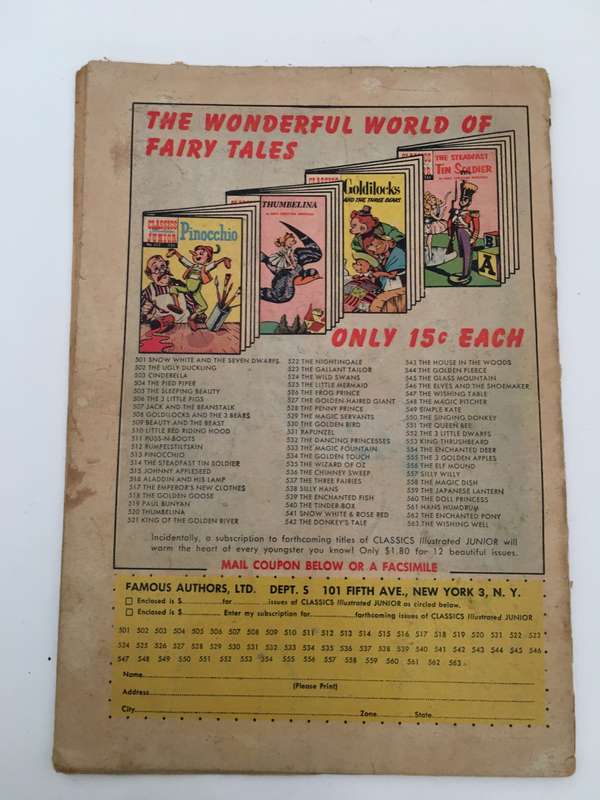 THE WONDERFUL WORLD OF
FAIRY TALES
CLASSICS
Illustrated
JUNIOR
Pinocchio
THUMBELINA
Goldilocks
AND THE THREE BEARS
THE STEADFAST
TIN SOLDIER
B
A
ONLY 15¢ EACH
501 SNOW WHITE AND THE SEVEN DWARFS
502 THE UGLY DUCKLING
503 CINDERELLA
504 THE PIED PIPER
505 THE SLEEPING BEAUTY
506 THE 3 LITTLE PIGS
507 JACK AND THE BEANSTALK
508 GOLDILOCKS AND THE 3 BEARS
509 BEAUTY AND THE BEAST
510 LITTLE RED RIDING HOOD
511 PUSS-N-BOOTS
512 RUMPELSTILTSKIN
513 PINOCCHIO
514 THE STEADFAST TIN SOLDIER
515 JOHNNY APPLESEED
516 ALADDIN AND HIS LAMP
517 THE EMPEROR'S NEW CLOTHES
518 THE GOLDEN GOOSE
519 PAUL BUNYAN
520 THUMBELINA
521 KING OF THE GOLDEN RIVER
522 THE NIGHTINGALE
523 THE GALLANT TAILOR
524 THE WILD SWANS
525 THE LITTLE MERMAID
526 THE FROG PRINCE
527 THE GOLDEN-HAIRED GIANT
528 THE PENNY PRINCE
529 THE MAGIC SERVANTS
530 THE GOLDEN BIRD
531 RAPUNZEL
532 THE DANCING PRINCESSES
533 THE MAGIC FOUNTAIN
534 THE GOLDEN TOUCH
535 THE WIZARD OF OZ
536 THE CHIMNEY SWEEP
537 THE THREE FAIRIES
538 SILLY HANS
539 THE ENCHANTED FISH
540 THE TINDER-BOX
541 SNOW WHITE & ROSE RED
542 THE DONKEY'S TALE
543 THE HOUSE IN THE WOODS
544 THE GOLDEN FLEECE
545 THE GLASS MOUNTAIN
546 THE ELVES AND THE SHOEMAKER
547 THE WISHING TABLE
548 THE MAGIC PITCHER
549 SIMPLE KATE
550 THE SINGING DONKEY
551 THE QUEEN BEE
552 THE 3 LITTLE DWARFS
553 KING THRUSHBEARD
554 THE ENCHANTED DEER
555 THE 3 GOLDEN APPLES
556 THE ELF MOUND
557 SILLY WILLY
558 THE MAGIC DISH
559 THE JAPANESE LANTERN
560 THE DOLL PRINCESS
561 HANS HUMDRUM
562 THE ENCHANTED PONY
563 THE WISHING WELL
Incidentally, a subscription to forthcoming titles of CLASSICS Illustrated JUNIOR will
warm the heart of every youngster you know! Only $1.80 for 12 beautiful issues.
MAIL COUPON BELOW OR A FACSIMILE
FAMOUS AUTHORS, LTD. DEPT. S 101 FIFTH AVE., NEW YORK 3, N. Y.
Enclosed is $ for issues of CLASSICS Illustrated JUNIOR as circled below.
Enclosed is $ Enter my subscription for forthcoming issues of CLASSICS Illustrated JUNIOR
501 502 503 504 505 506 507 508 509 510 511 512 513 514 515 516 517 518 519 520 521 522 523
524 525 526 527 528 529 530 531 532 533 534 535 536 537 538 539 540 541 542 543 544 545 546
547 548 549 550 551 552 553 554 555 556 557 558 559 560 561 562 563
Name
(Please Print)
Address
City Zone State